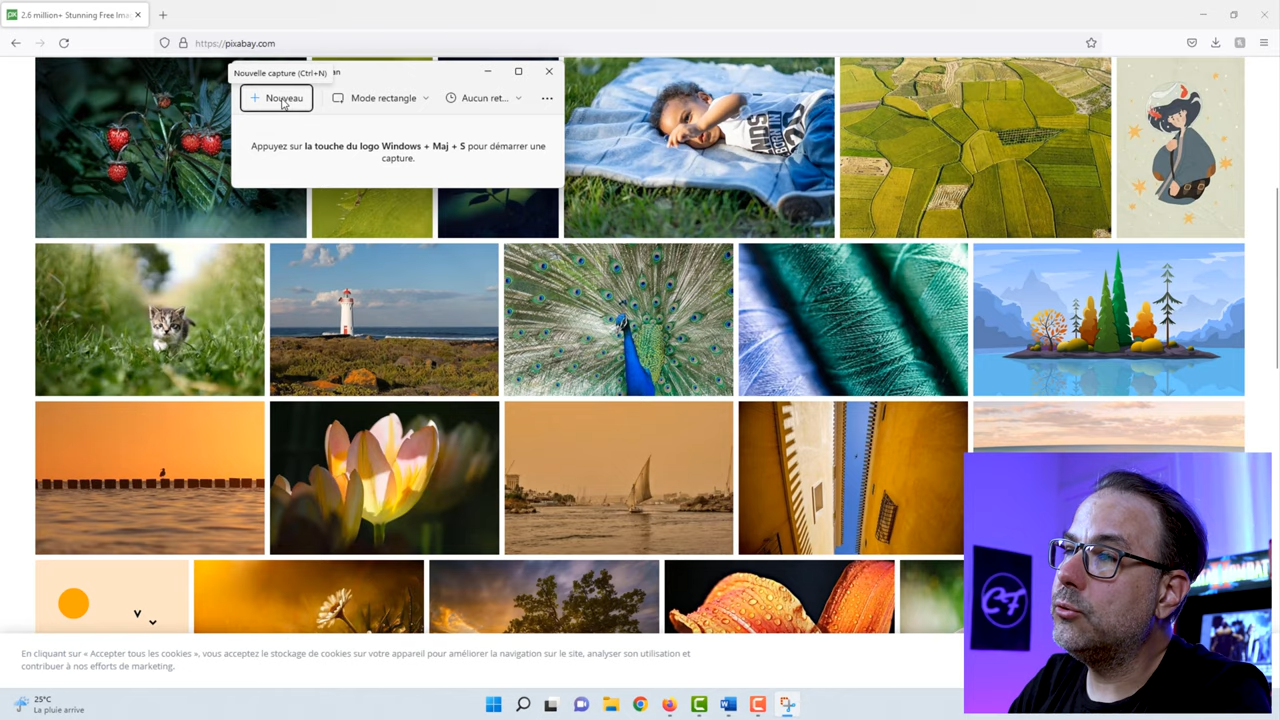 2.6 million+ Stunning Free Ima
https://pixabay.com
Nouvelle capture (Ctrl+N)
an
Nouveau
Mode rectangle
Aucun ret...
Appuyez sur la touche du logo Windows + Maj + S pour démarrer une
capture.
En cliquant sur « Accepter tous les cookies », vous acceptez le stockage de cookies sur votre appareil pour améliorer la navigation sur le site, analyser son utilisation et
contribuer à nos efforts de marketing.
25°C
La pluie arrive